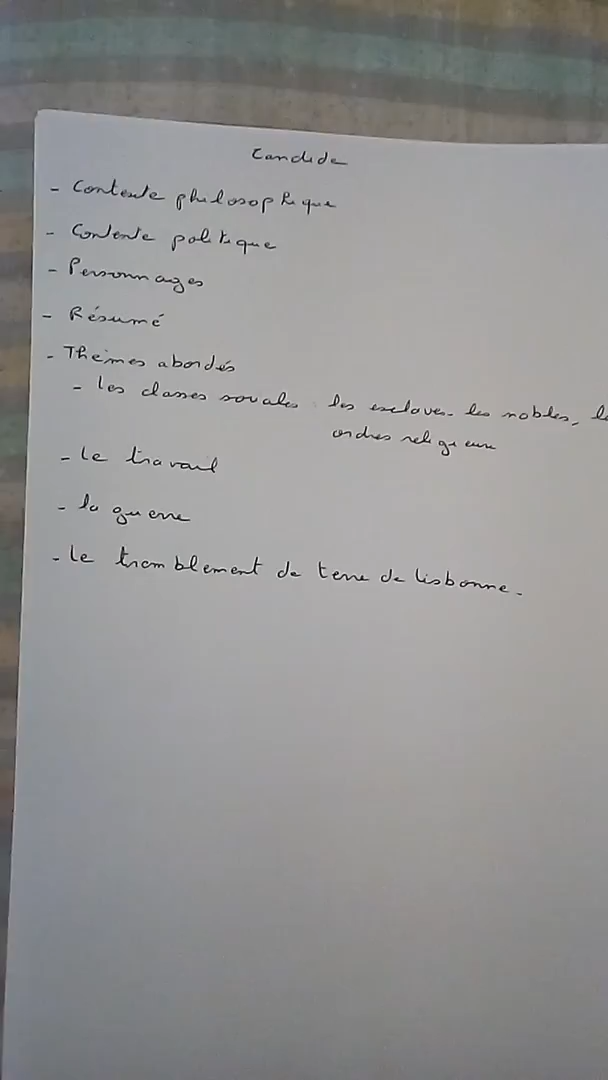 Candide
- Contexte philosophique
- Contexte politique
- Personnages
- Résumé
- Thèmes abordés
- les classes sociales : les esclaves - les nobles, les
ordres religieux
- le travail
- la guerre
- Le tremblement de terre de Lisbonne.